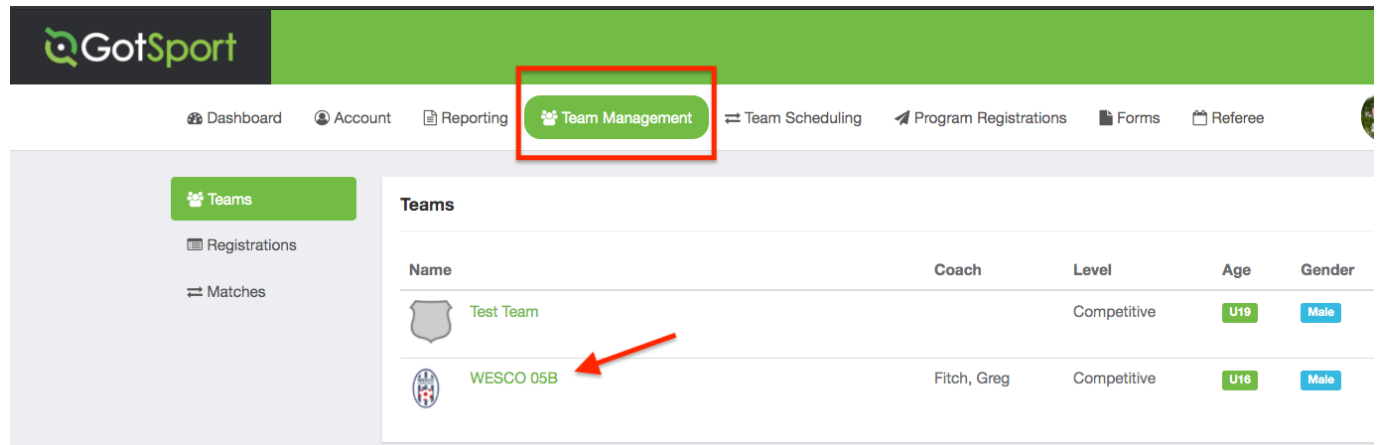 GotSport
Dashboard Account Reporting Team Management Team Scheduling Program Registrations Forms Referee
Teams
Registrations
Matches
Teams
Name Coach Level Age Gender
Test Team Competitive U19 Male
WESCO 05B Fitch, Greg Competitive U16 Male